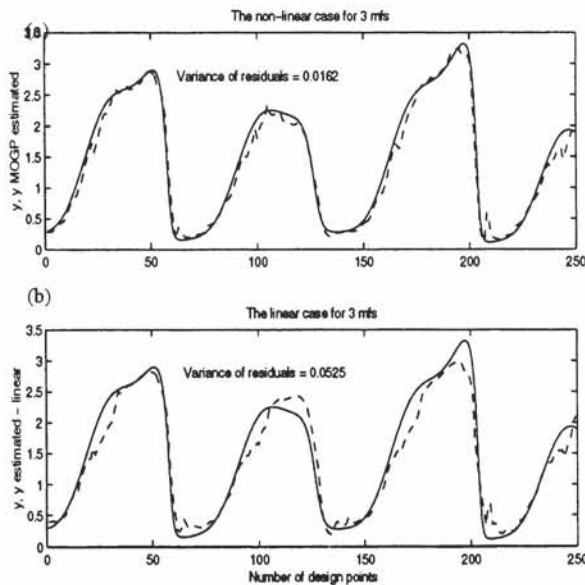 (a)
The non-linear case for 3 mfs
3.5
3
2.5
2
1.5
1
0.5
0
y, y MOGP estimated
Variance of residuals = 0.0162
0 50 100 150 200 250
(b)
The linear case for 3 mfs
3.5
3
2.5
2
1.5
1
0.5
0
y, y estimated - linear
Variance of residuals = 0.0525
0 50 100 150 200 250
Number of design points